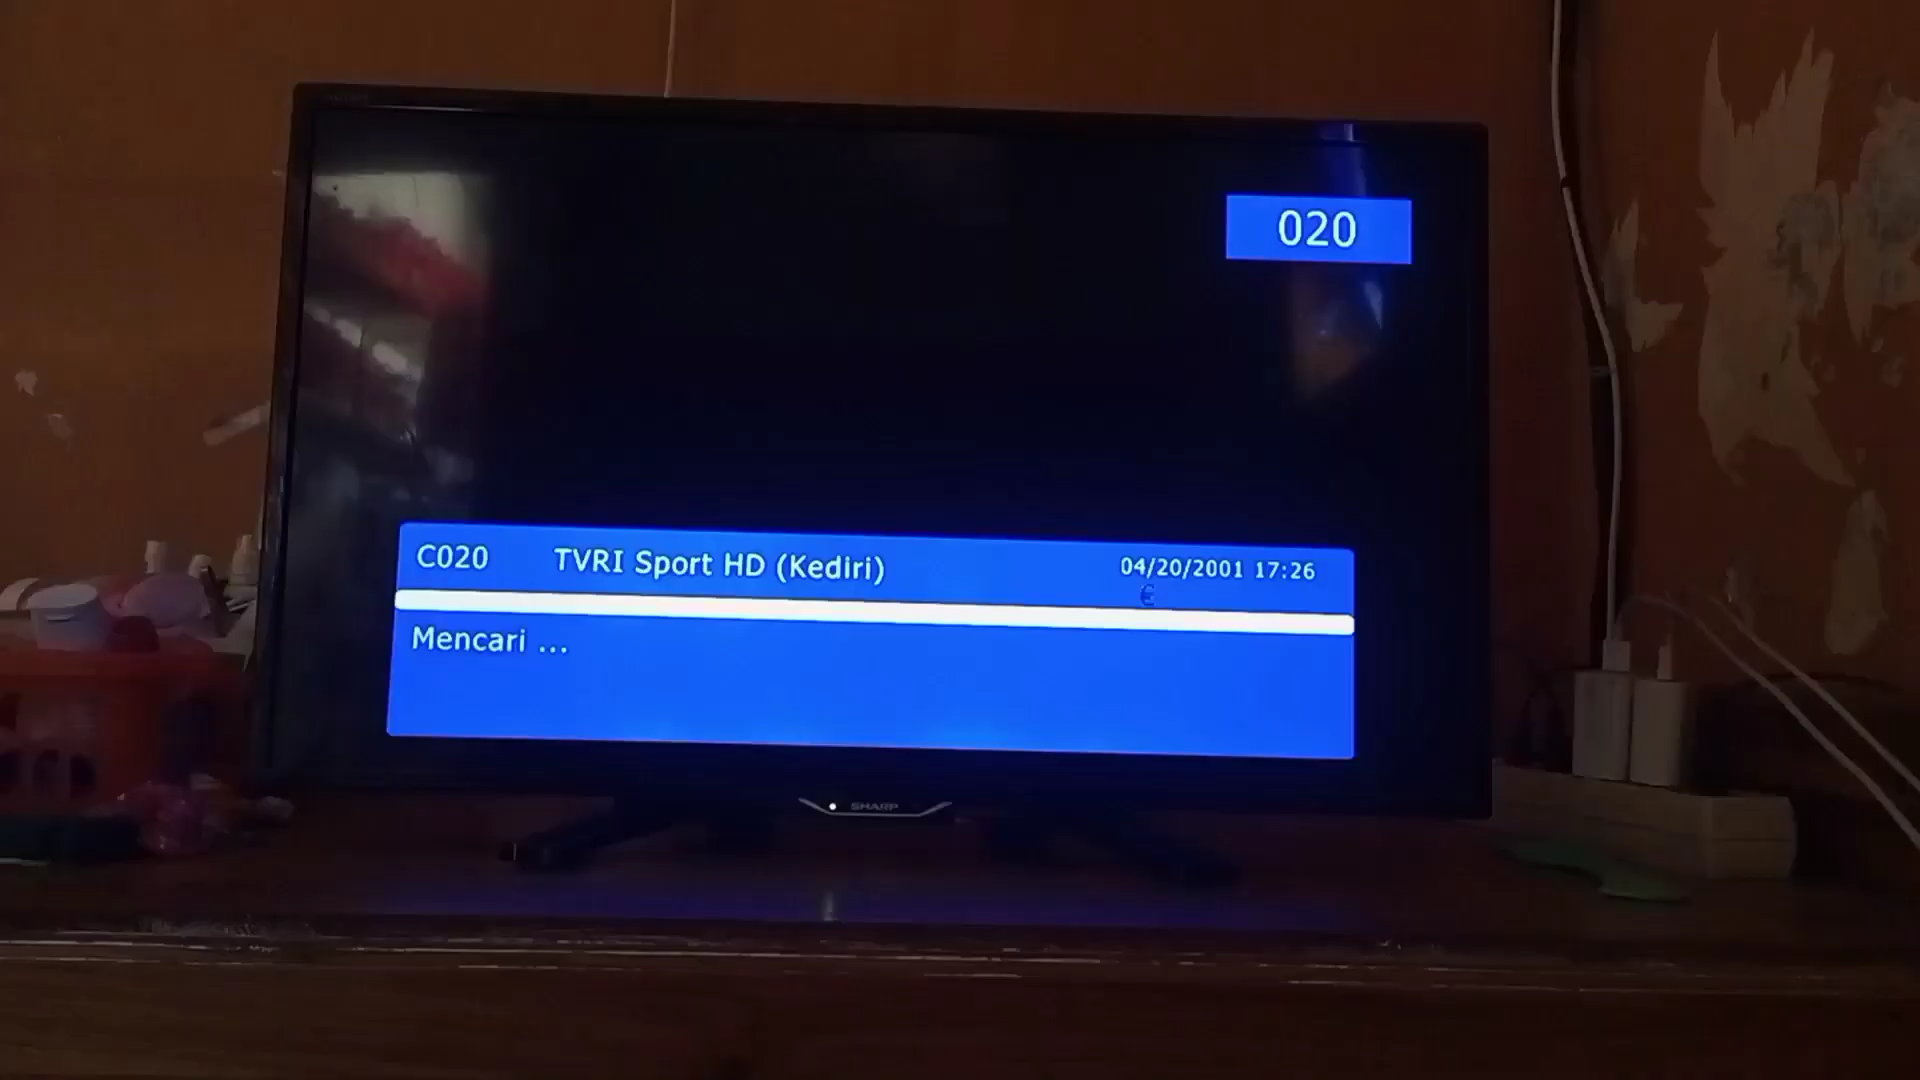 020
C020 TVRI Sport HD (Kediri) 04/20/2001 17:26
€
Mencari ...
SHARP